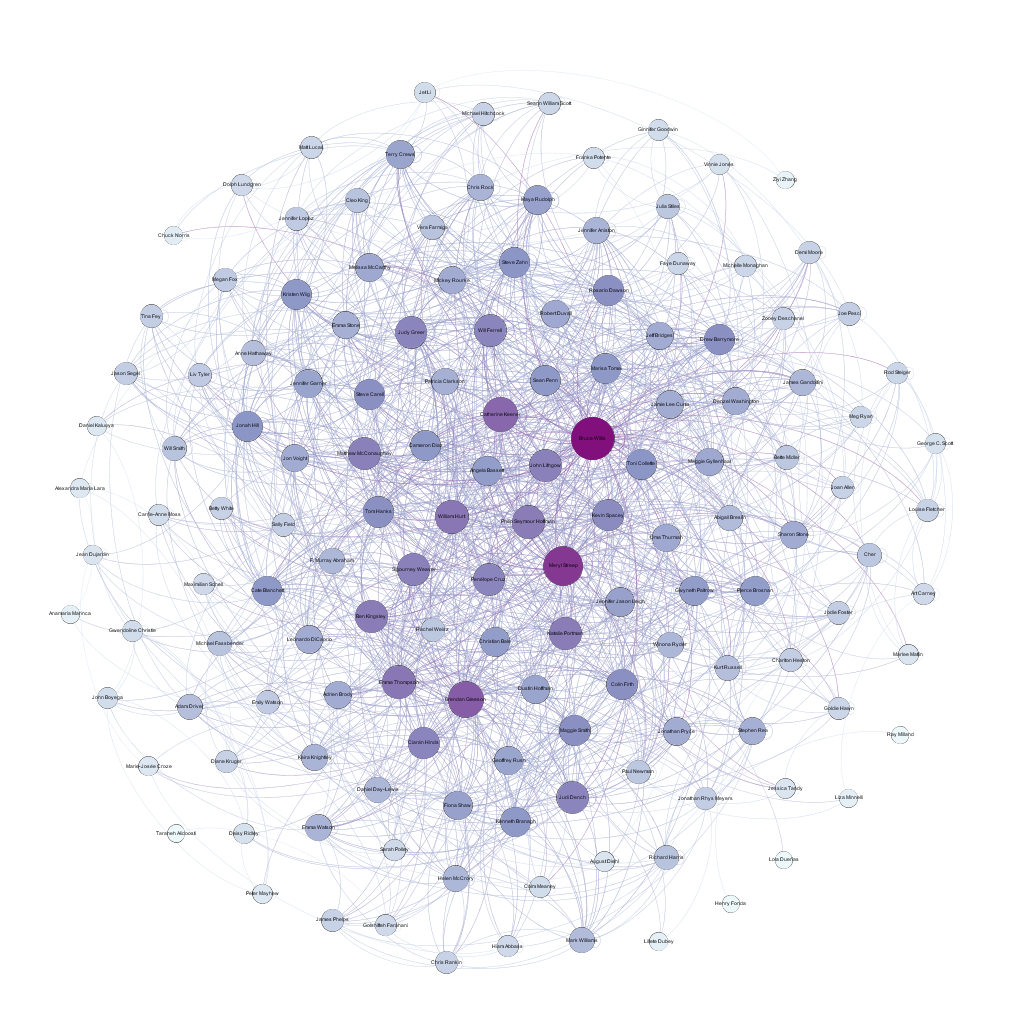 Jet Li
Michael Hitchcock
Seann William Scott
Ginnifer Goodwin
Matt Lucas
Terry Crews
Franka Potente
Vinnie Jones
Ziyi Zhang
Dolph Lundgren
Chris Rock
Cleo King
Maya Rudolph
Julia Stiles
Jennifer Lopez
Vera Farmiga
Jennifer Aniston
Chuck Norris
Demi Moore
Steve Zahn
Faye Dunaway
Michelle Monaghan
Melissa McCarthy
Megan Fox
Mickey Rourke
Rosario Dawson
Kristen Wiig
Tina Fey
Robert Duvall
Joe Pesci
Zooey Deschanel
Emma Stone
Judy Greer
Will Ferrell
Jeff Bridges
Drew Barrymore
Anne Hathaway
Marisa Tomei
Jason Segel
Liv Tyler
Rod Steiger
Jennifer Garner
Patricia Clarkson
Sean Penn
James Gandolfini
Steve Carell
Jamie Lee Curtis
Denzel Washington
Catherine Keener
Meg Ryan
Daniel Kaluuya
Jonah Hill
Bruce Willis
George C. Scott
Will Smith
Cameron Diaz
Matthew McConaughey
Jon Voight
Bette Midler
Angela Bassett
John Lithgow
Toni Collette
Maggie Gyllenhaal
Alexandra Maria Lara
Joan Allen
Betty White
Carrie-Anne Moss
Louise Fletcher
Tom Hanks
William Hurt
Philip Seymour Hoffman
Kevin Spacey
Abigail Breslin
Sally Field
Sharon Stone
Uma Thurman
Jean Dujardin
Cher
F. Murray Abraham
Sigourney Weaver
Meryl Streep
Penélope Cruz
Maximilian Schell
Cate Blanchett
Gwyneth Paltrow
Pierce Brosnan
Art Carney
Jennifer Jason Leigh
Anamaria Marinca
Jodie Foster
Ben Kingsley
Gwendoline Christie
Rachel Weisz
Natalie Portman
Michael Fassbender
Leonardo DiCaprio
Christian Bale
Winona Ryder
Marlee Matlin
Charlton Heston
Kurt Russell
Emma Thompson
Colin Firth
Dustin Hoffman
Adrien Brody
John Boyega
Brendan Gleeson
Emily Watson
Adam Driver
Goldie Hawn
Maggie Smith
Jonathan Pryce
Stephen Rea
Ray Milland
Ciarán Hinds
Keira Knightley
Geoffrey Rush
Diane Kruger
Marie-Josée Croze
Paul Newman
Daniel Day-Lewis
Jessica Tandy
Judi Dench
Jonathan Rhys Meyers
Liza Minnelli
Fiona Shaw
Kenneth Branagh
Emma Watson
Taraneh Alidoosti
Daisy Ridley
Sarah Polley
Richard Harris
August Diehl
Lola Dueñas
Helen McCrory
Colm Meaney
Peter Mayhew
Henry Fonda
James Phelps
Golshifteh Farahani
Mark Williams
Lillete Dubey
Hiam Abbass
Chris Rankin